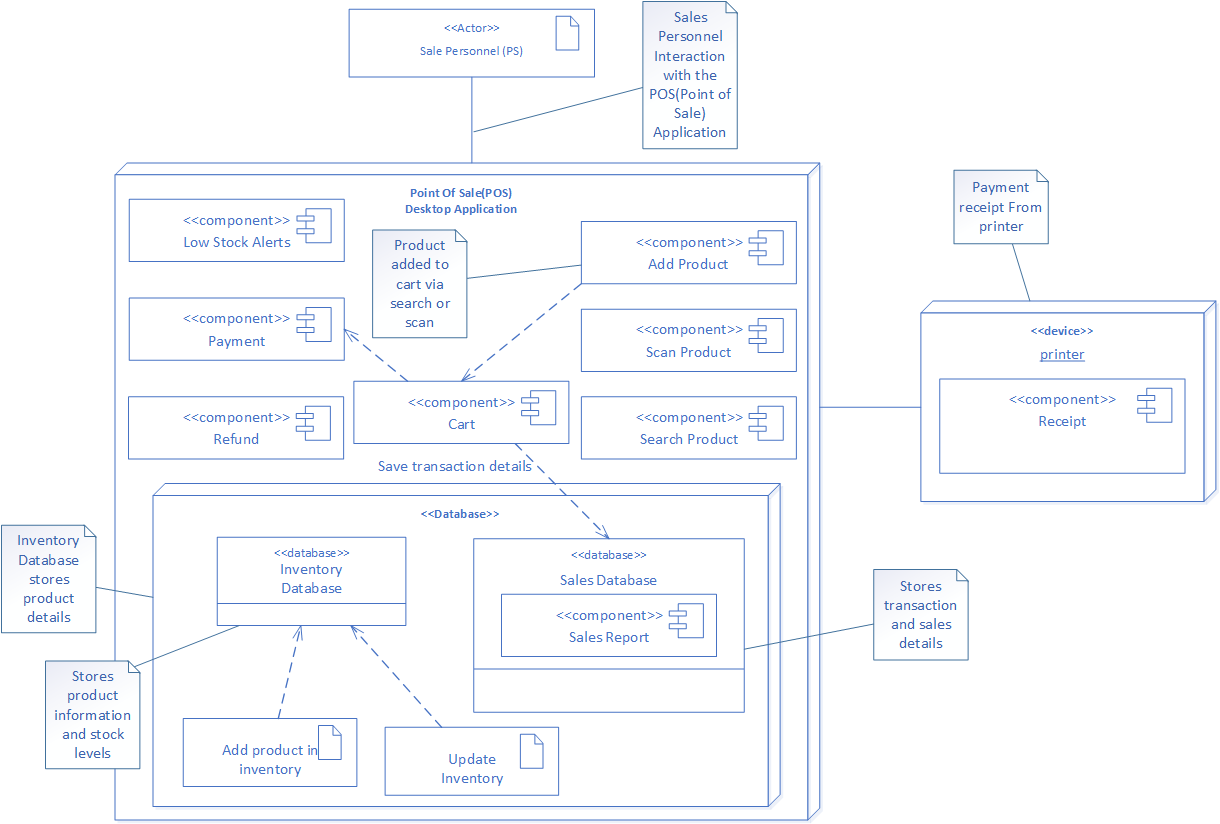 <<Actor>>
Sale Personnel (PS)
Sales
Personnel
Interaction
with the
POS(Point of
Sale)
Application
Point Of Sale(POS)
Desktop Application
<<component>>
Low Stock Alerts
Product
added to
cart via
search or
scan
<<component>>
Add Product
Payment
receipt From
printer
<<component>>
Payment
<<component>>
Scan Product
<<device>>
printer
<<component>>
Receipt
<<component>>
Refund
<<component>>
Cart
<<component>>
Search Product
Save transaction details
<<Database>>
Inventory
Database
stores
product
details
<<database>>
Inventory
Database
<<database>>
Sales Database
<<component>>
Sales Report
Stores
transaction
and sales
details
Stores
product
information
and stock
levels
Add product in
inventory
Update
Inventory